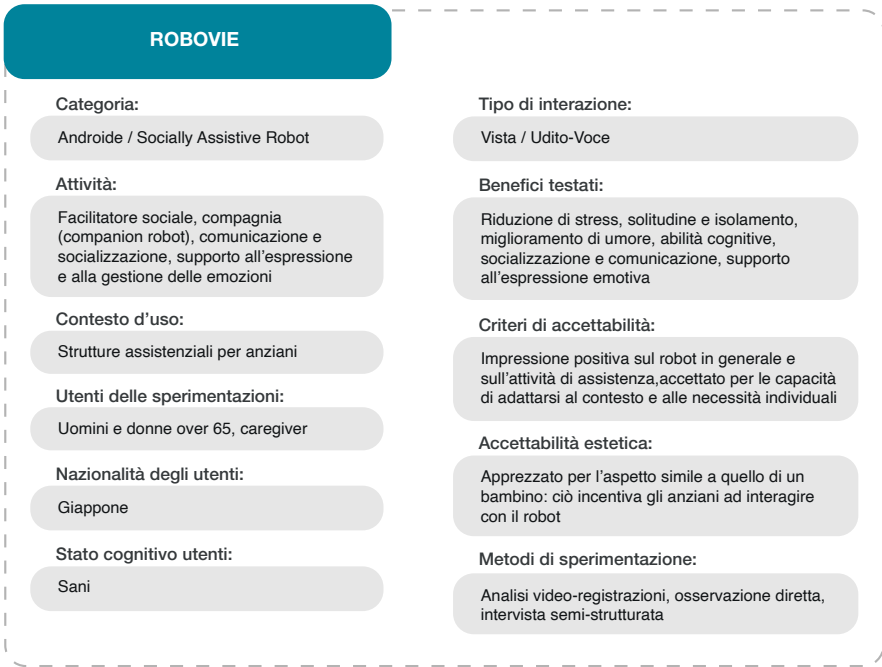 ROBOVIE
Categoria:
Androide / Socially Assistive Robot
Attività:
Facilitatore sociale, compagnia
(companion robot), comunicazione e
socializzazione, supporto all'espressione
e alla gestione delle emozioni
Contesto d'uso:
Strutture assistenziali per anziani
Utenti delle sperimentazioni:
Uomini e donne over 65, caregiver
Nazionalità degli utenti:
Giappone
Stato cognitivo utenti:
Sani
Tipo di interazione:
Vista / Udito-Voce
Benefici testati:
Riduzione di stress, solitudine e isolamento,
miglioramento di umore, abilità cognitive,
socializzazione e comunicazione, supporto
all'espressione emotiva
Criteri di accettabilità:
Impressione positiva sul robot in generale e
sull'attività di assistenza,accettato per le capacità
di adattarsi al contesto e alle necessità individuali
Accettabilità estetica:
Apprezzato per l'aspetto simile a quello di un
bambino: ciò incentiva gli anziani ad interagire
con il robot
Metodi di sperimentazione:
Analisi video-registrazioni, osservazione diretta,
intervista semi-strutturata